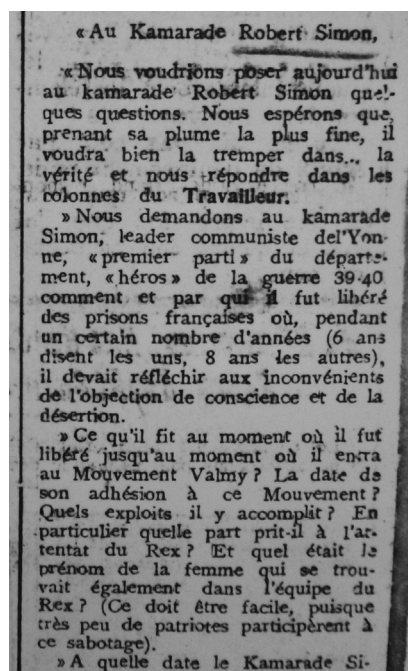 « Au Kamarade Robert Simon,
« Nous voudrions poser aujourd'hui
au kamarade Robert Simon quel-
ques questions. Nous espérons que,
prenant sa plume la plus fine, il
voudra bien la tremper dans... la
vérité et nous répondre dans les
colonnes du Travailleur.
» Nous demandons au kamarade
Simon, leader communiste del'Yon-
ne, « premier parti » du départe-
ment, « héros » de la guerre 39-40
comment et par qui il fut libéré
des prisons françaises où, pendant
un certain nombre d'années (6 ans
disent les uns, 8 ans les autres),
il devait réfléchir aux inconvénients
de l'objection de conscience et de la
désertion.
» Ce qu'il fit au moment où il fut
libéré jusqu'au moment où il entra
au Mouvement Valmy ? La date de
son adhésion à ce Mouvement ?
Quels exploits il y accomplit ? En
particulier quelle part prit-il à l'at-
tentat du Rex ? Et quel était le
prénom de la femme qui se trou-
vait également dans l'équipe du
Rex ? (Ce doit être facile, puisque
très peu de patriotes participèrent à
ce sabotage).
» A quelle date le Kamarade Si-